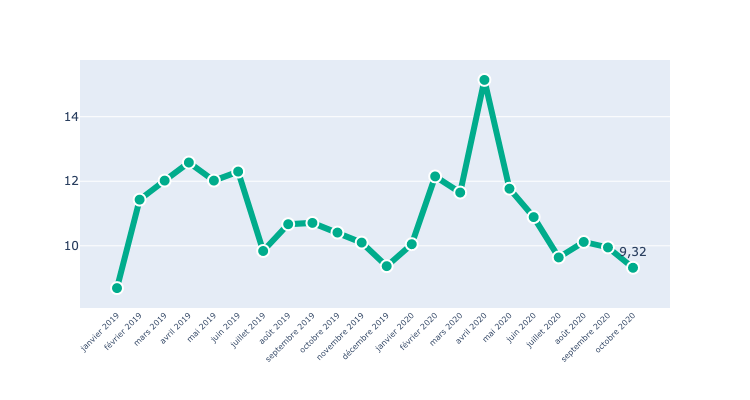 14
12
10
9,32
janvier 2019
février 2019
mars 2019
avril 2019
mai 2019
juin 2019
juillet 2019
août 2019
septembre 2019
octobre 2019
novembre 2019
décembre 2019
janvier 2020
février 2020
mars 2020
avril 2020
mai 2020
juin 2020
juillet 2020
août 2020
septembre 2020
octobre 2020